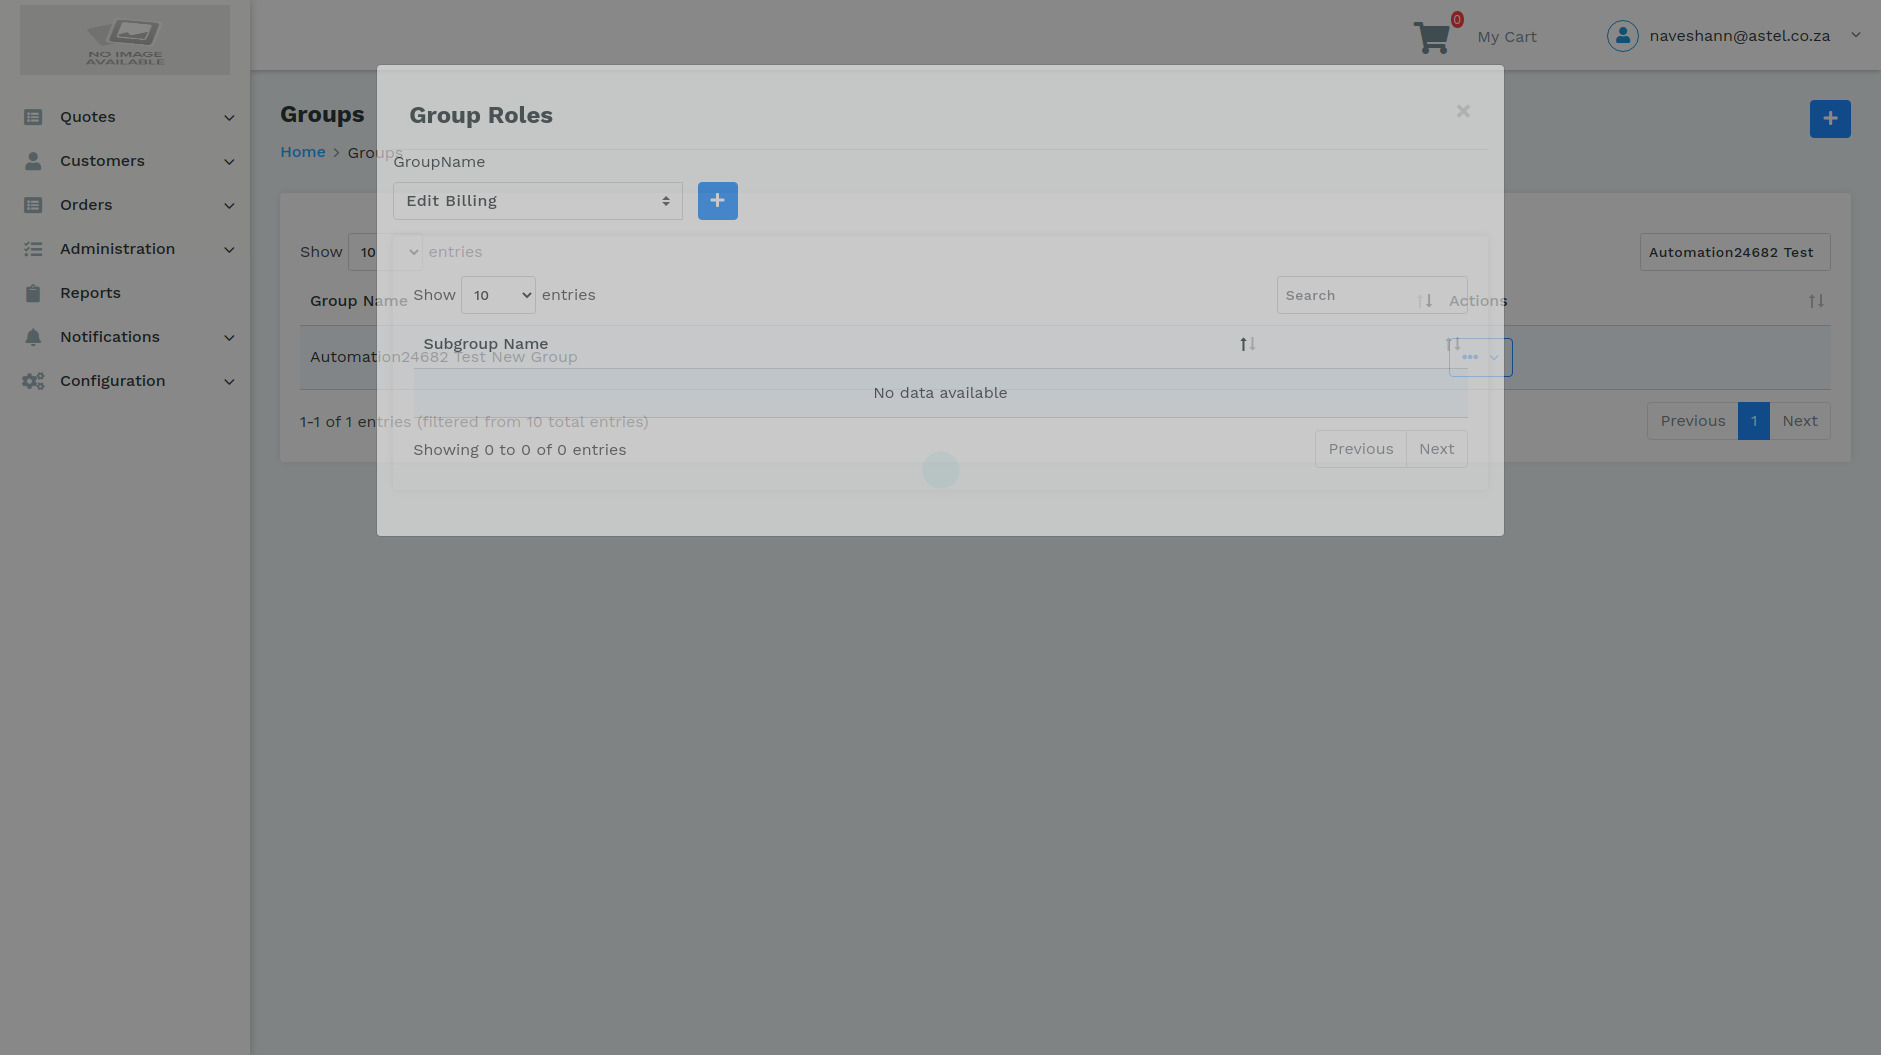 NO IMAGE
AVAILABLE
0
My Cart
naveshann@astel.co.za
Quotes
Customers
Orders
Administration
Reports
Notifications
Configuration
Groups
Home > Groups
Show 10 entries
Automation24682 Test
Group Name
Actions
Automation24682 Test New Group
1-1 of 1 entries (filtered from 10 total entries)
Previous 1 Next
Group Roles
×
GroupName
Edit Billing
Show 10 entries
Search
Subgroup Name
No data available
Showing 0 to 0 of 0 entries
Previous Next